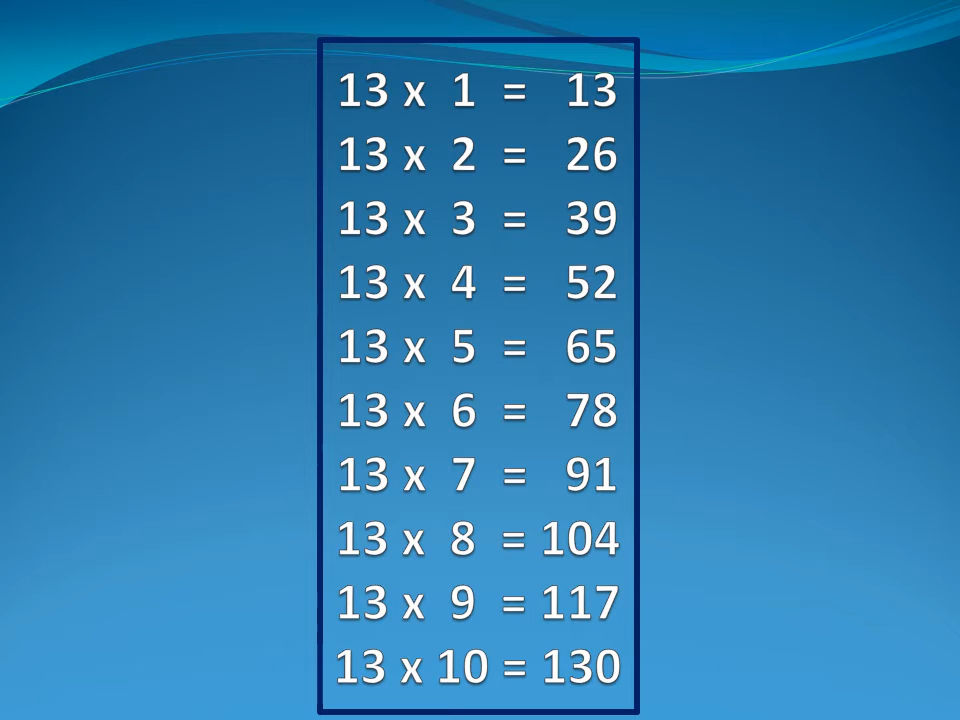 13 x 1 = 13
13 x 2 = 26
13 x 3 = 39
13 x 4 = 52
13 x 5 = 65
13 x 6 = 78
13 x 7 = 91
13 x 8 = 104
13 x 9 = 117
13 x 10 = 130